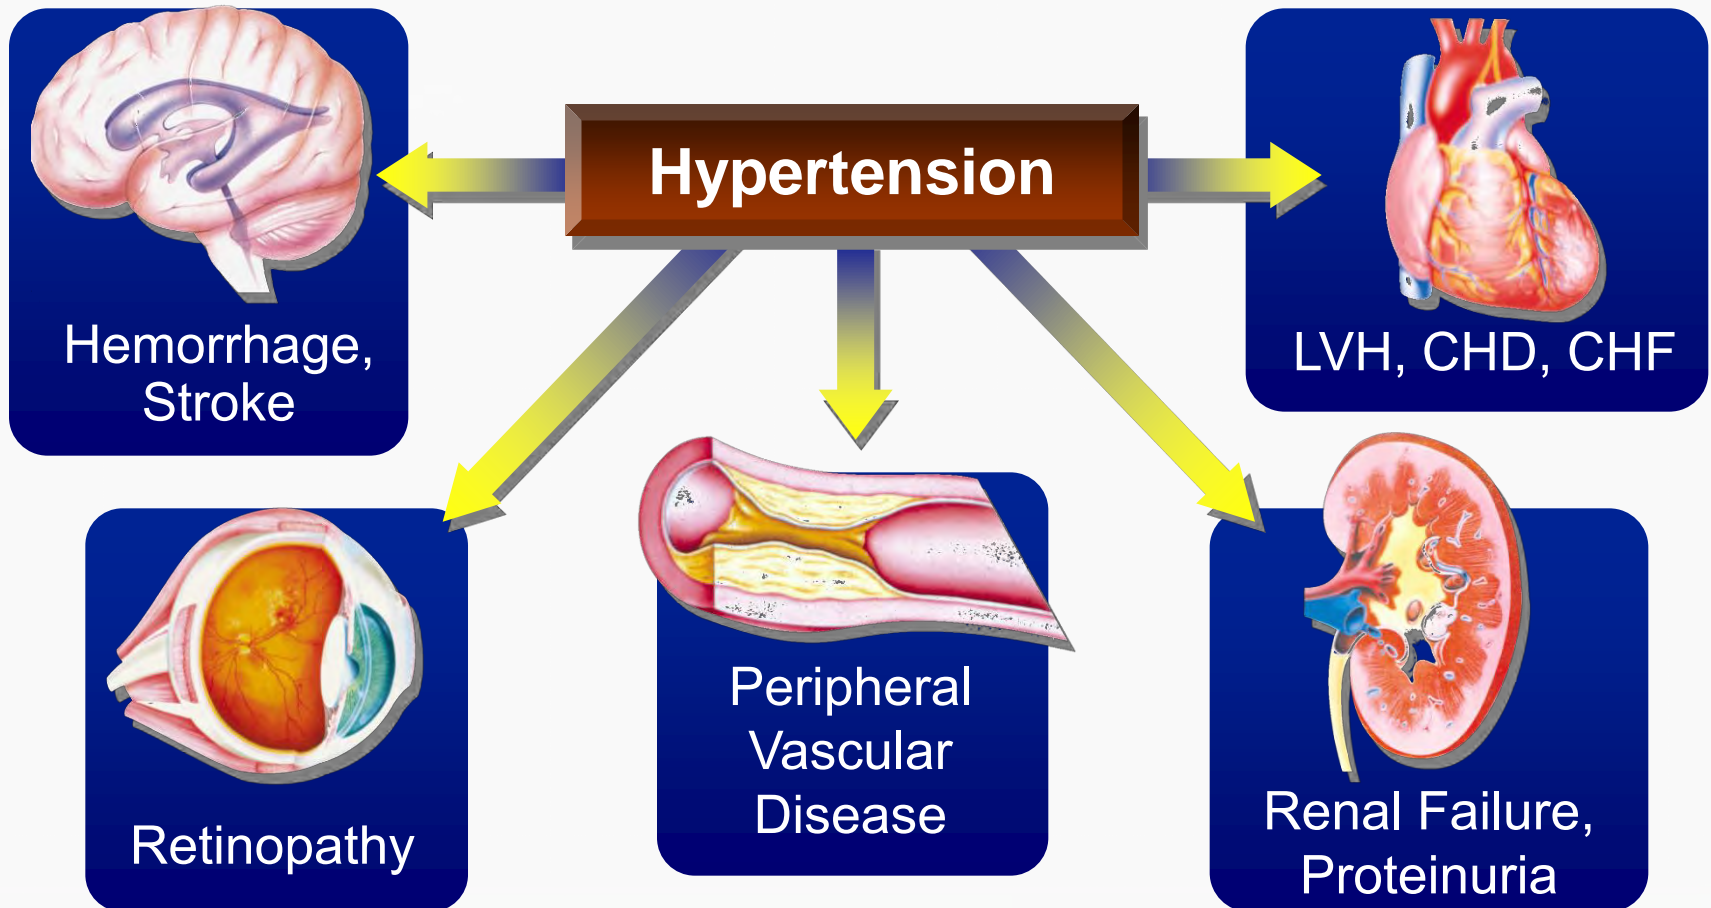 Hypertension
Hemorrhage,
Stroke
LVH, CHD, CHF
Retinopathy
Peripheral
Vascular
Disease
Renal Failure,
Proteinuria